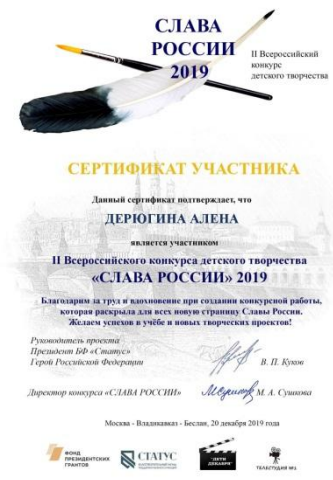 СЛАВА
РОССИИ
2019
II Всероссийский
конкурс
детского творчества
СЕРТИФИКАТ УЧАСТНИКА
Данный сертификат подтверждает, что
ДЕРЮГИНА АЛЕНА
является участником
II Всероссийского конкурса детского творчества
«СЛАВА РОССИИ» 2019
Благодарим за труд и вдохновение при создании конкурсной работы,
которая раскрыла для всех новую страницу Славы России.
Желаем успехов в учёбе и новых творческих проектов!
Руководитель проекта
Президент БФ «Статус»
Герой Российской Федерации
В. П. Куков
Директор конкурса «СЛАВА РОССИИ»
М. А. Сушкова
Москва - Владикавказ - Беслан, 20 декабря 2019 года
ФОНД
ПРЕЗИДЕНТСКИХ
ГРАНТОВ
СТАТУС
"ДЕТИ
ДЕКАБРЯ"
ТЕЛЕСТУДИЯ №1